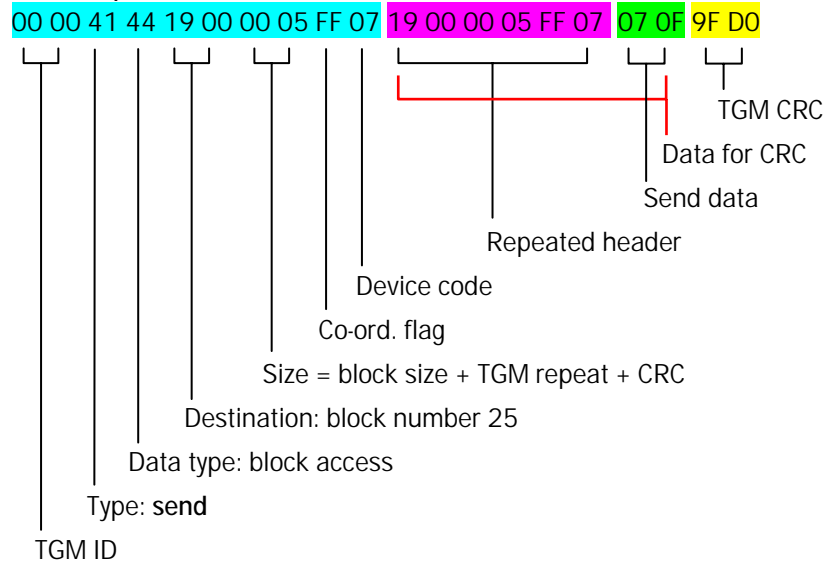 00 00 41 44 19 00 00 05 FF 07 19 00 00 05 FF 07 07 0F 9F D0
TGM CRC
Data for CRC
Send data
Repeated header
Device code
Co-ord. flag
Size = block size + TGM repeat + CRC
Destination: block number 25
Data type: block access
Type: send
TGM ID